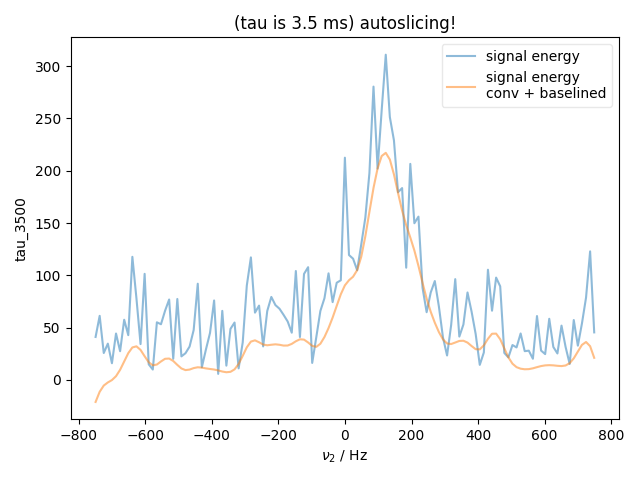 (tau is 3.5 ms) autoslicing!
signal energy
signal energy
conv + baselined
tau_3500
300
250
200
150
100
50
0
−800
−600
−400
−200
0
200
400
600
800
ν₂ / Hz